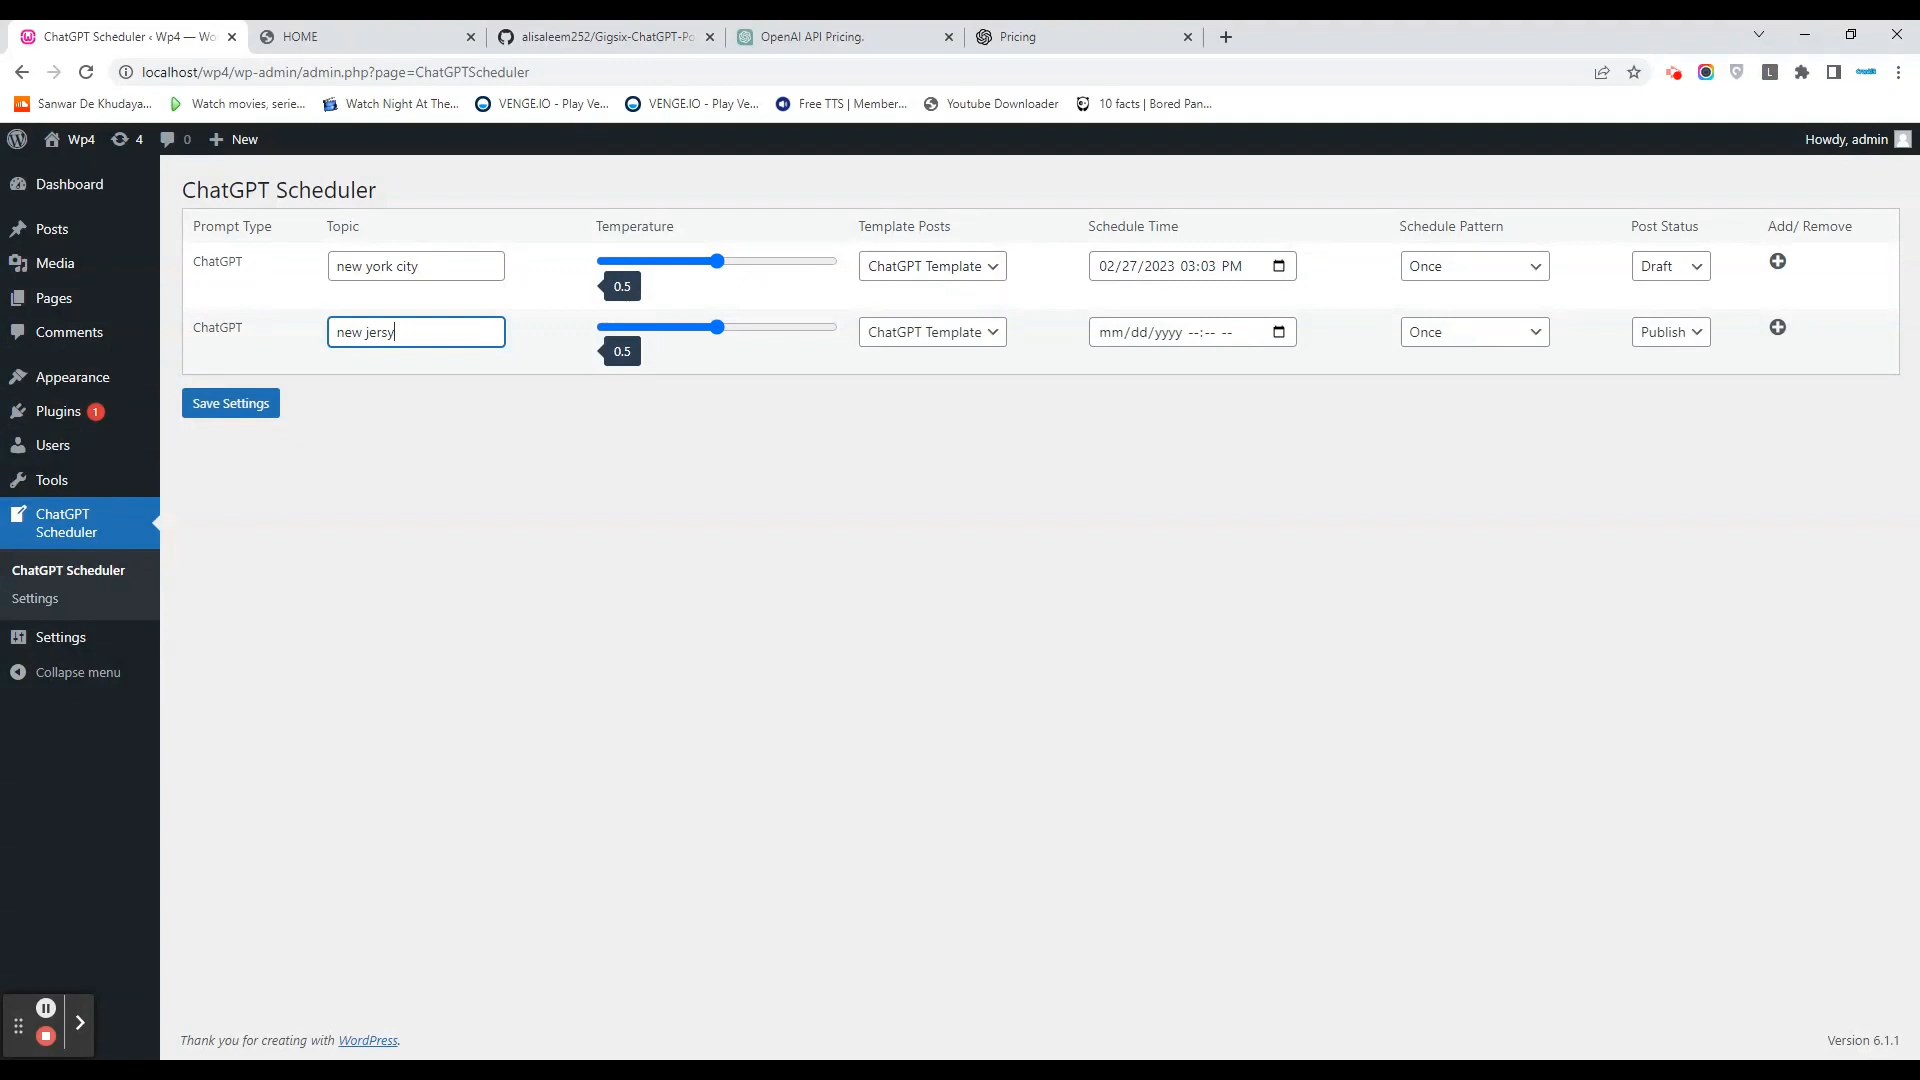 ChatGPT Scheduler ‹ Wp4 — Wo
HOME
alisaleem252/Gigsix-ChatGPT-Po
OpenAI API Pricing.
Pricing
localhost/wp4/wp-admin/admin.php?page=ChatGPTScheduler
L
Sanwar De Khudaya...
Watch movies, serie...
Watch Night At The...
VENGE.IO - Play Ve...
VENGE.IO - Play Ve...
Free TTS | Member...
Youtube Downloader
10 facts | Bored Pan...
Wp4
4
0
New
Howdy, admin
Dashboard
Posts
Media
Pages
Comments
Appearance
Plugins 1
Users
Tools
ChatGPT
Scheduler
ChatGPT Scheduler
Settings
Settings
Collapse menu
ChatGPT Scheduler
Prompt Type Topic Temperature Template Posts Schedule Time Schedule Pattern Post Status Add/ Remove
ChatGPT new york city ChatGPT Template 02/27/2023 03:03 PM Once Draft
0.5
ChatGPT new jersy ChatGPT Template mm/dd/yyyy --:-- -- Once Publish
0.5
Save Settings
Thank you for creating with WordPress.
Version 6.1.1